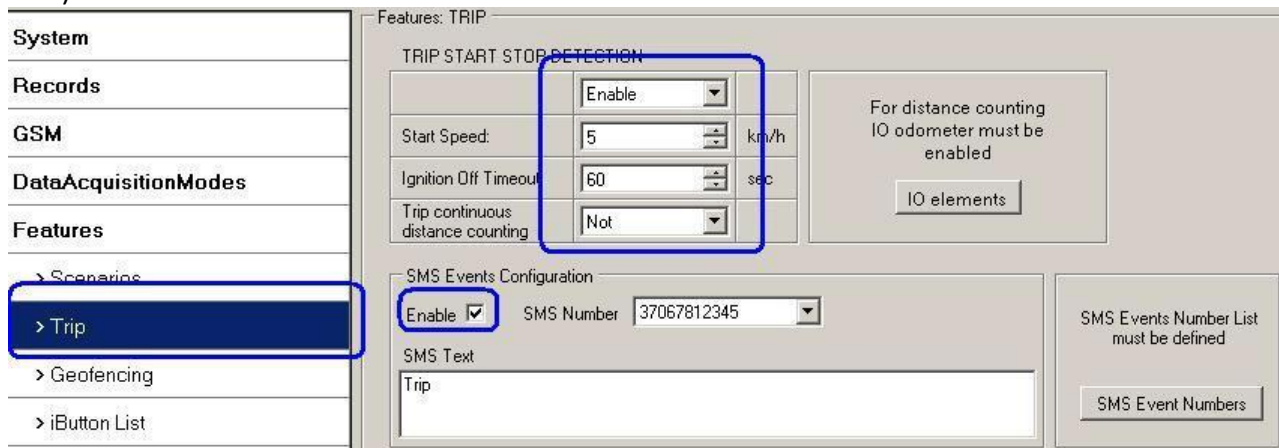 System
Records
GSM
DataAcquisitionModes
Features
> Scenarios
> Trip
> Geofencing
> iButton List
Features: TRIP
TRIP START STOP DETECTION
Enable
Start Speed: 5 km/h
Ignition Off Timeout 60 sec
Trip continuous
distance counting Not
For distance counting
IO odometer must be
enabled
IO elements
SMS Events Configuration
Enable SMS Number 37067812345
SMS Text
Trip
SMS Events Number List
must be defined
SMS Event Numbers